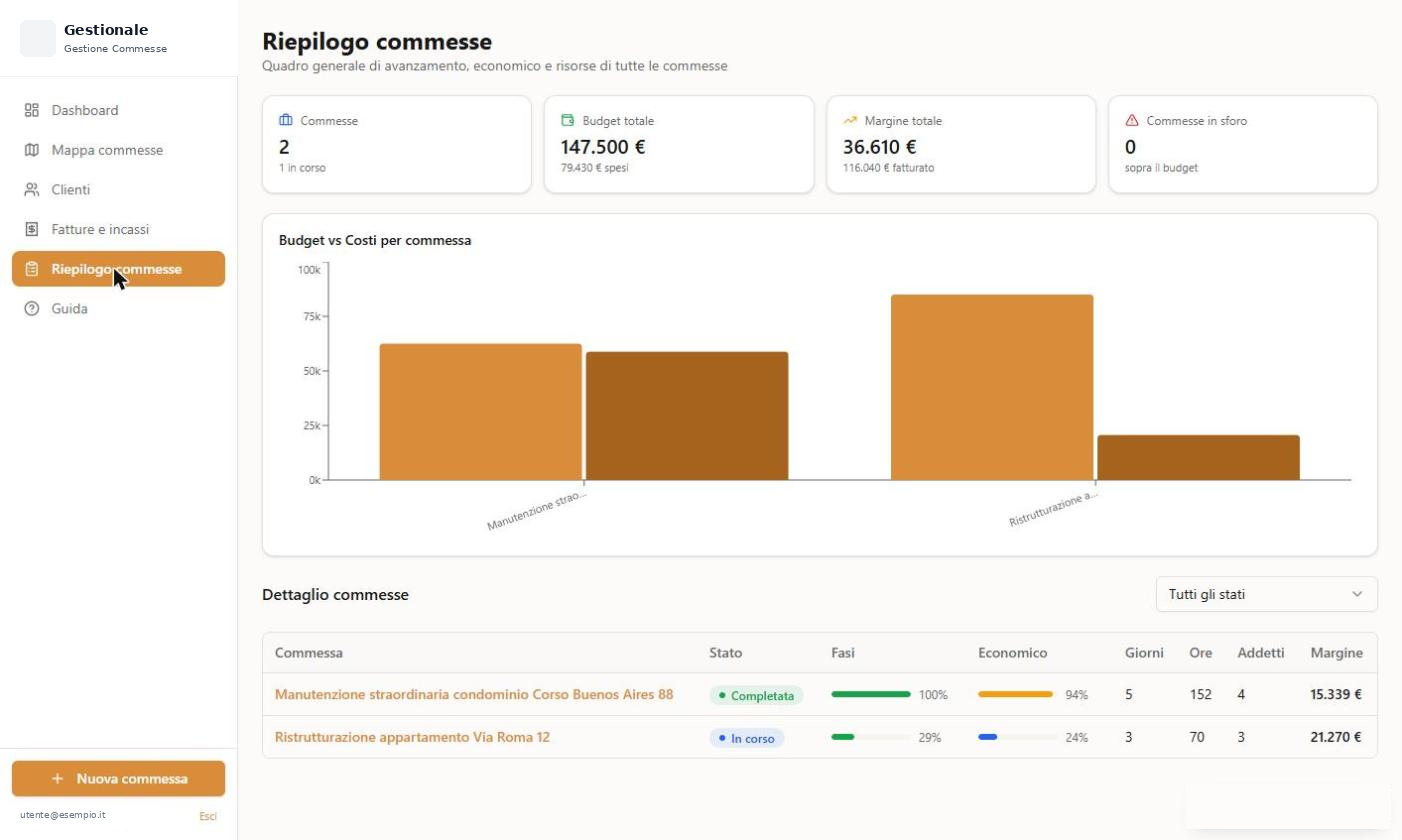 Gestionale
Gestione Commesse
Dashboard
Mappa commesse
Clienti
Fatture e incassi
Riepilogo commesse
Guida
Nuova commessa
utente@esempio.it
Esci
Riepilogo commesse
Quadro generale di avanzamento, economico e risorse di tutte le commesse
Commesse
2
1 in corso
Budget totale
147.500 €
79.430 € spesi
Margine totale
36.610 €
116.040 € fatturato
Commesse in sforo
0
sopra il budget
Budget vs Costi per commessa
100k
75k
50k
25k
0k
Manutenzione strao...
Ristrutturazione a...
Dettaglio commesse
Tutti gli stati
Commessa Stato Fasi Economico Giorni Ore Addetti Margine
Manutenzione straordinaria condominio Corso Buenos Aires 88 Completata 100% 94% 5 152 4 15.339 €
Ristrutturazione appartamento Via Roma 12 In corso 29% 24% 3 70 3 21.270 €